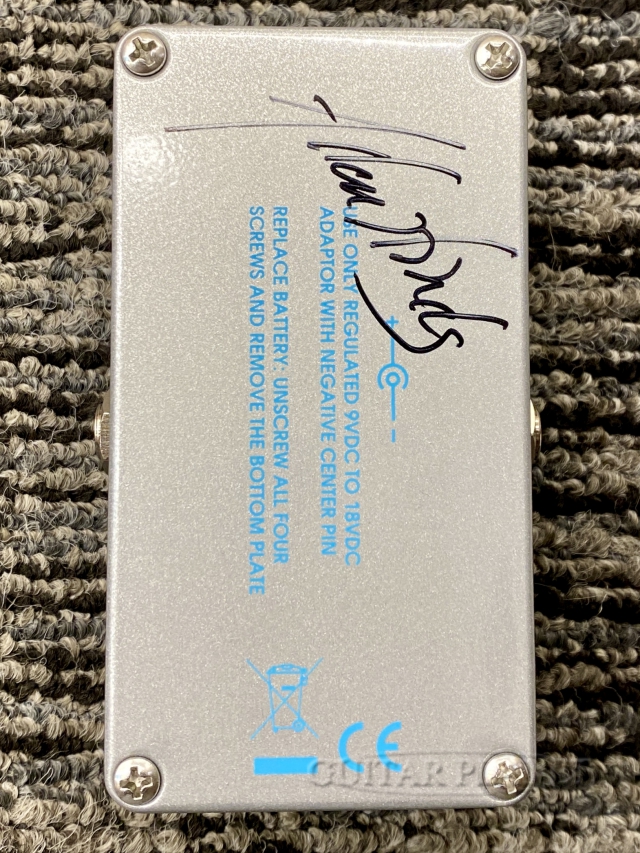 USE ONLY REGULATED 9VDC TO 18VDC
ADAPTOR WITH NEGATIVE CENTER PIN
+ -
REPLACE BATTERY: UNSCREW ALL FOUR
SCREWS AND REMOVE THE BOTTOM PLATE
CE
GUITAR PLANET